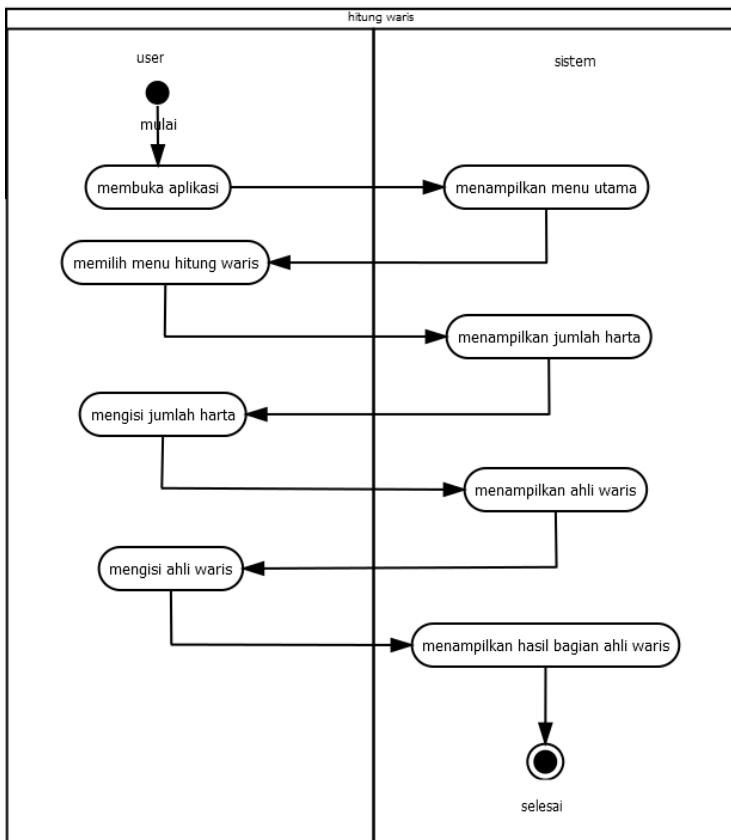 hitung waris
user
sistem
mulai
membuka aplikasi
menampilkan menu utama
memilih menu hitung waris
menampilkan jumlah harta
mengisi jumlah harta
menampilkan ahli waris
mengisi ahli waris
menampilkan hasil bagian ahli waris
selesai